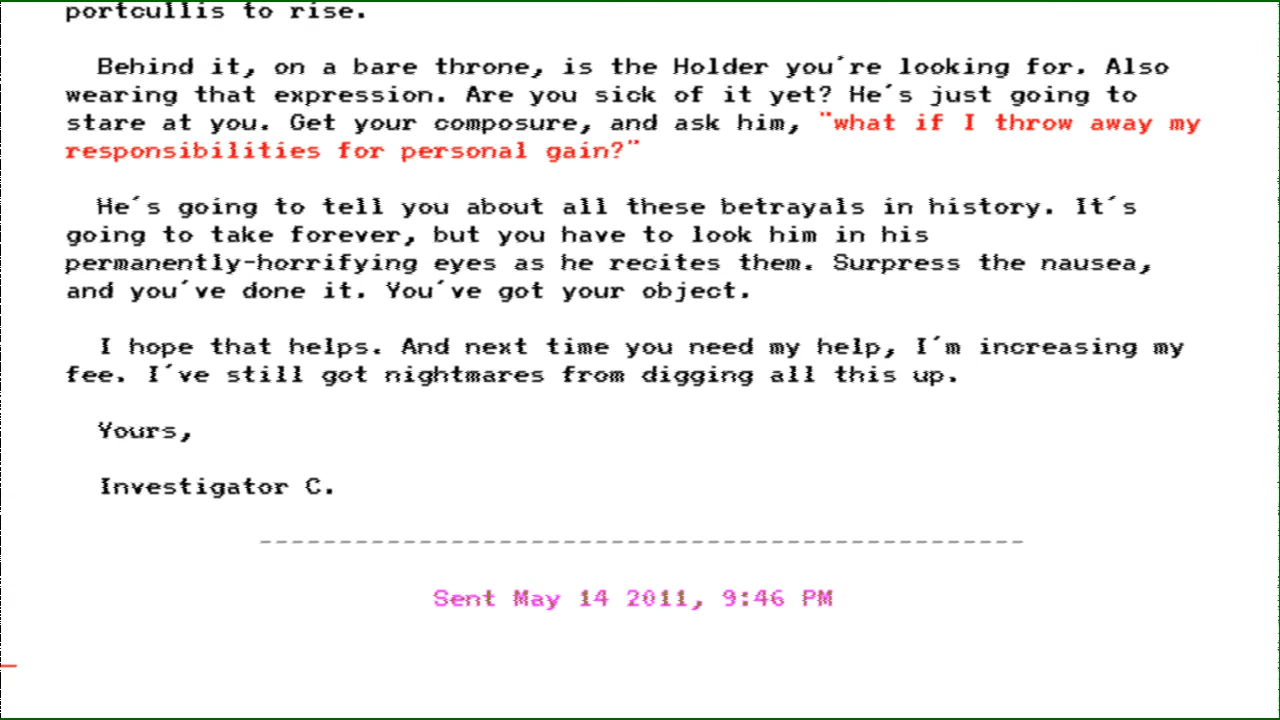 portcullis to rise.
Behind it, on a bare throne, is the Holder you´re looking for. Also
wearing that expression. Are you sick of it yet? He´s just going to
stare at you. Get your composure, and ask him, "what if I throw away my
responsibilities for personal gain?"
He´s going to tell you about all these betrayals in history. It´s
going to take forever, but you have to look him in his
permanently-horrifying eyes as he recites them. Surpress the nausea,
and you´ve done it. You´ve got your object.
I hope that helps. And next time you need my help, I´m increasing my
fee. I´ve still got nightmares from digging all this up.
Yours,
Investigator C.
------------------------------------------------
Sent May 14 2011, 9:46 PM